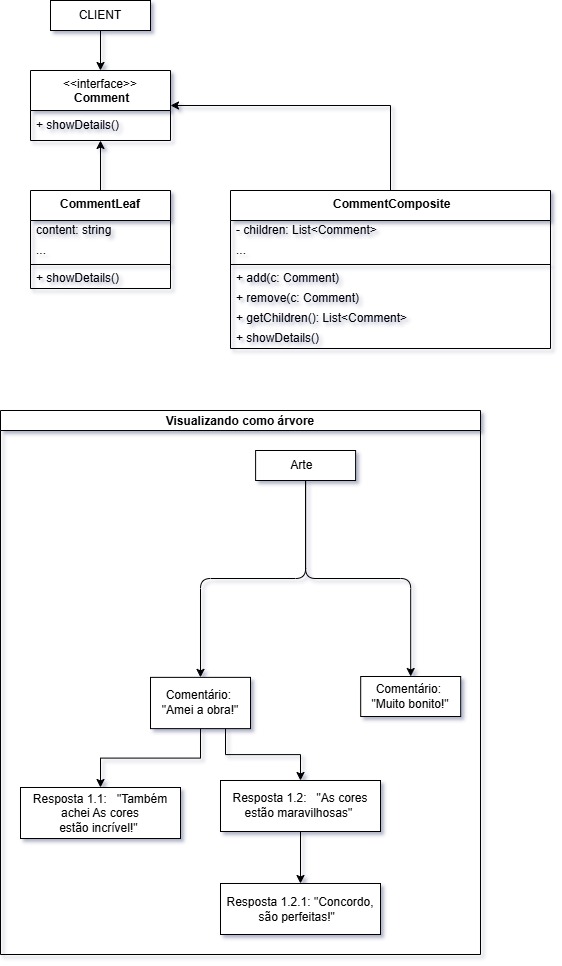 CLIENT
<<interface>>
Comment
+ showDetails()
CommentLeaf
content: string
...
+ showDetails()
CommentComposite
- children: List<Comment>
...
+ add(c: Comment)
+ remove(c: Comment)
+ getChildren(): List<Comment>
+ showDetails()
Visualizando como árvore
Arte
Comentário:
"Amei a obra!"
Comentário:
"Muito bonito!"
Resposta 1.1: "Também
achei As cores
estão incrível!"
Resposta 1.2: "As cores
estão maravilhosas"
Resposta 1.2.1: "Concordo,
são perfeitas!"